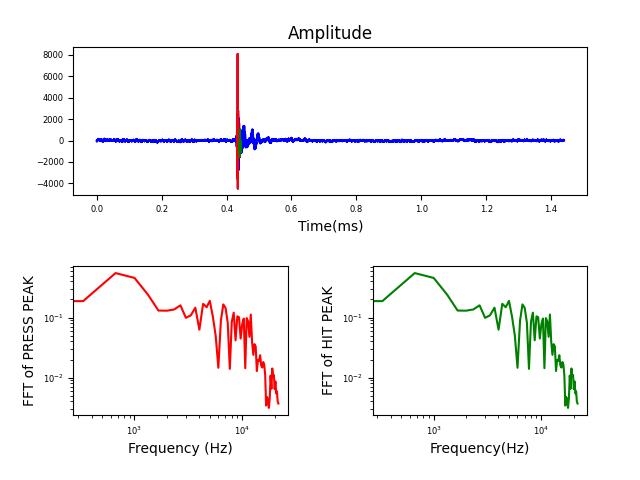 Amplitude
8000
6000
4000
2000
0
−2000
−4000
0.0 0.2 0.4 0.6 0.8 1.0 1.2 1.4
Time(ms)
FFT of PRESS PEAK
10⁻¹
10⁻²
10³ 10⁴
Frequency (Hz)
FFT of HIT PEAK
10⁻¹
10⁻²
10³ 10⁴
Frequency(Hz)